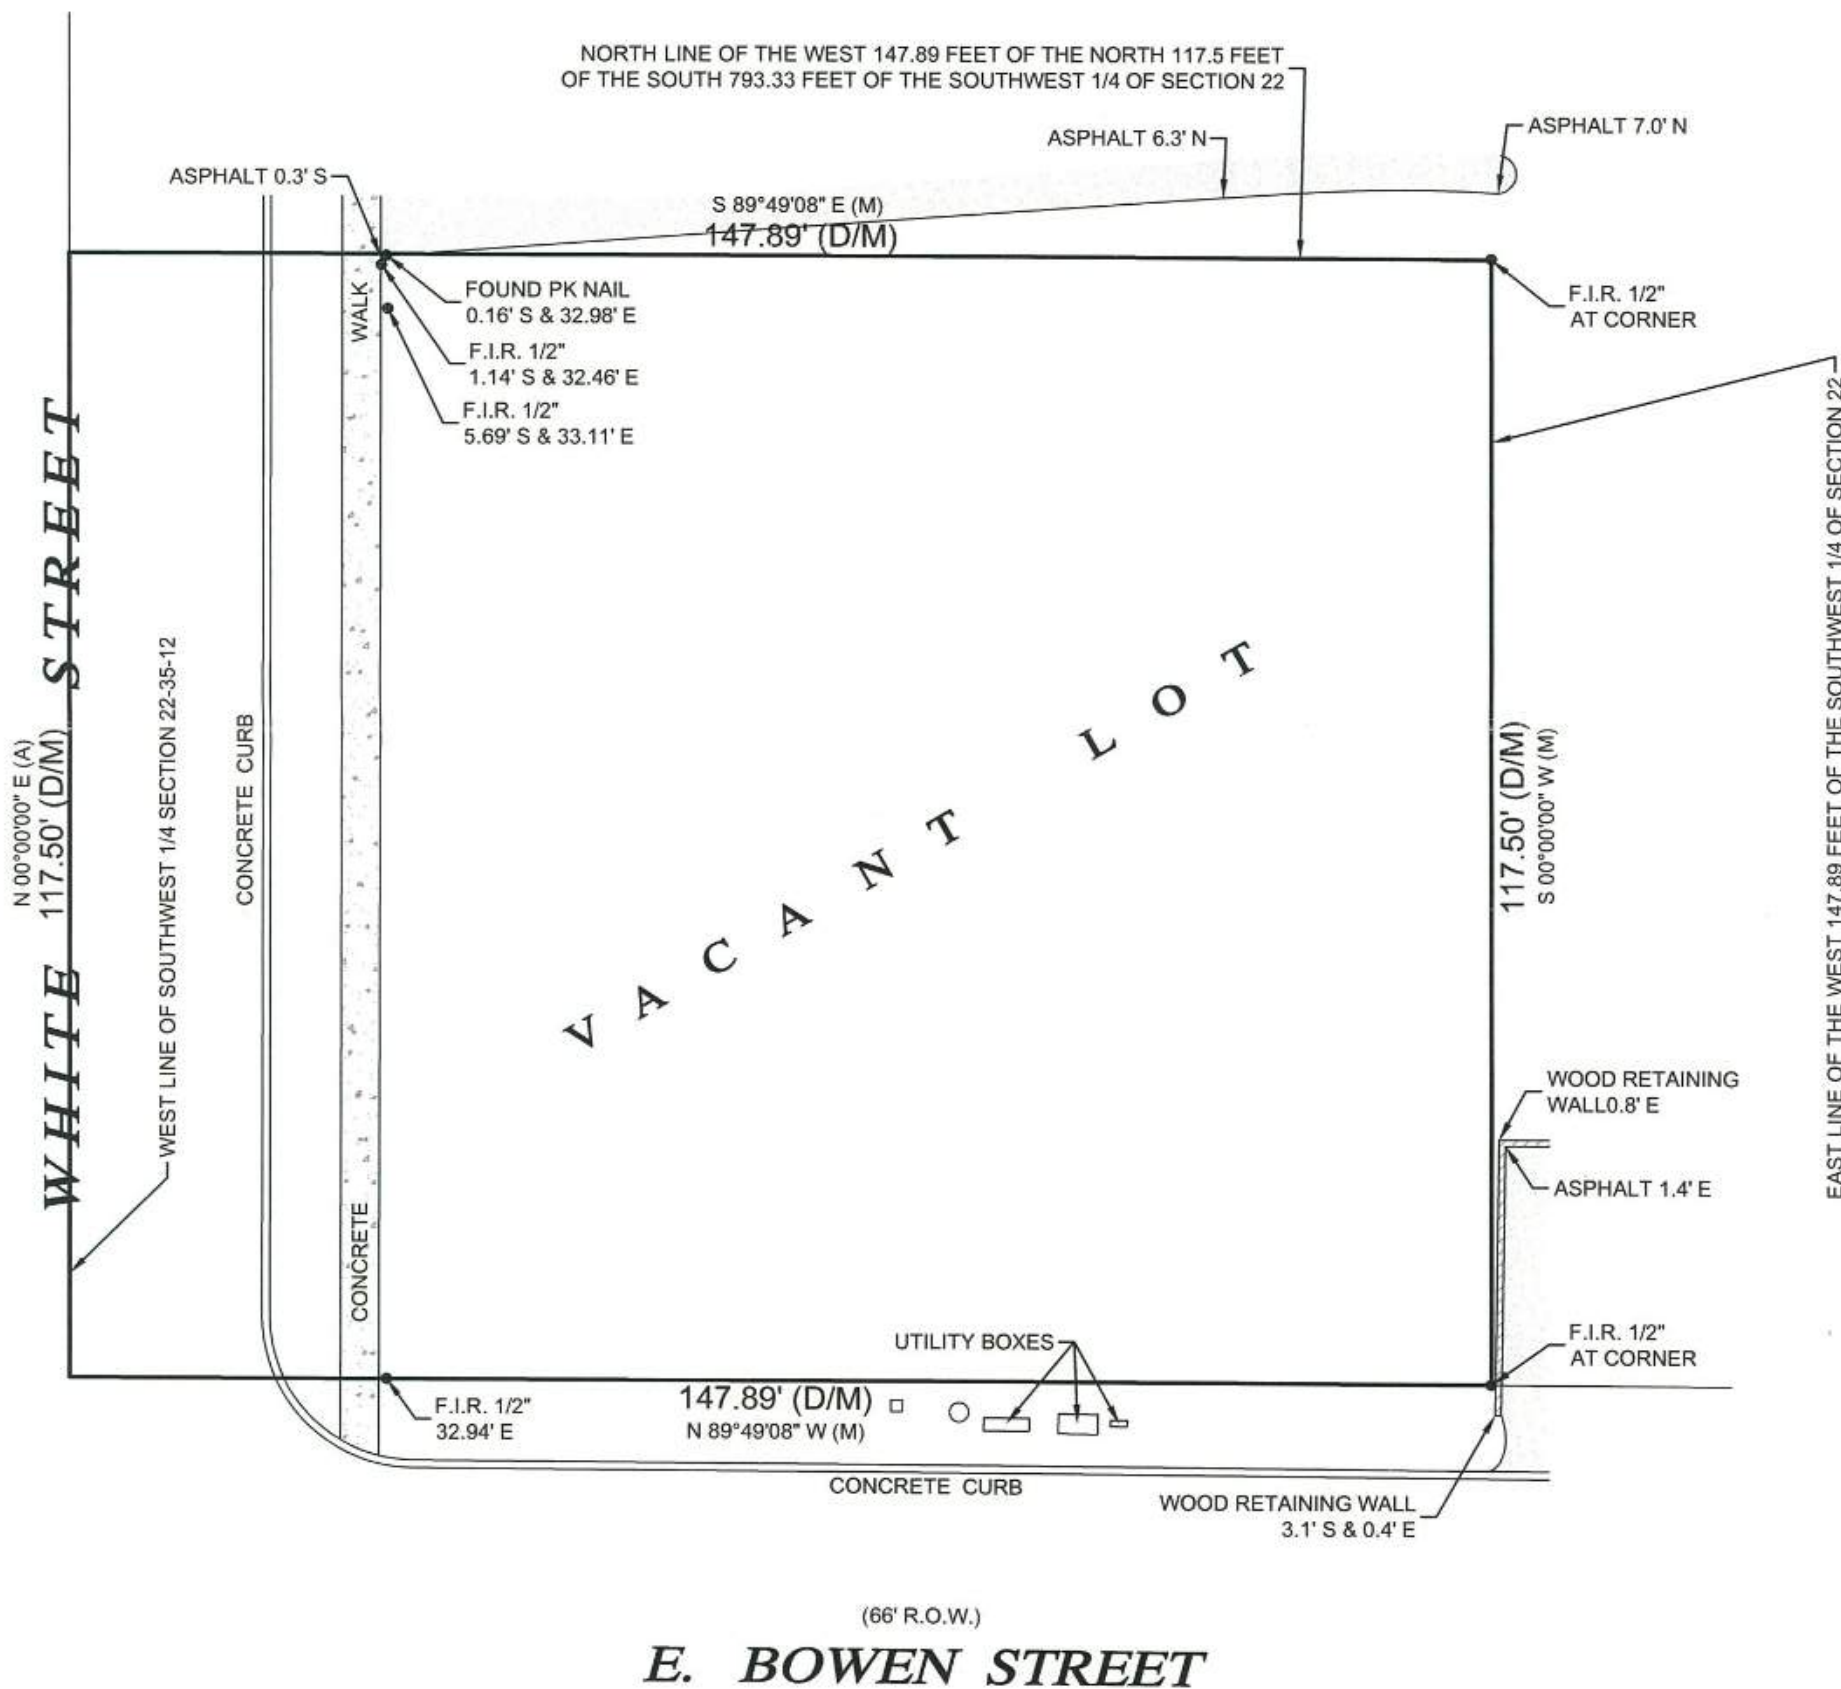 NORTH LINE OF THE WEST 147.89 FEET OF THE NORTH 117.5 FEET
OF THE SOUTH 793.33 FEET OF THE SOUTHWEST 1/4 OF SECTION 22
ASPHALT 6.3' N
ASPHALT 7.0' N
ASPHALT 0.3' S
S 89°49'08" E (M)
147.89' (D/M)
FOUND PK NAIL
0.16' S & 32.98' E
F.I.R. 1/2"
1.14' S & 32.46' E
F.I.R. 1/2"
5.69' S & 33.11' E
F.I.R. 1/2"
AT CORNER
WALK
CONCRETE
WHITE STREET
N 00°00'00" E (A)
117.50' (D/M)
WEST LINE OF SOUTHWEST 1/4 SECTION 22-35-12
CONCRETE CURB
VACANT LOT
117.50' (D/M)
S 00°00'00" W (M)
EAST LINE OF THE WEST 147.89 FEET OF THE SOUTHWEST 1/4 OF SECTION 22
WOOD RETAINING
WALL0.8' E
ASPHALT 1.4' E
F.I.R. 1/2"
AT CORNER
UTILITY BOXES
F.I.R. 1/2"
32.94' E
147.89' (D/M)
N 89°49'08" W (M)
CONCRETE CURB
WOOD RETAINING WALL
3.1' S & 0.4' E
(66' R.O.W.)
E. BOWEN STREET